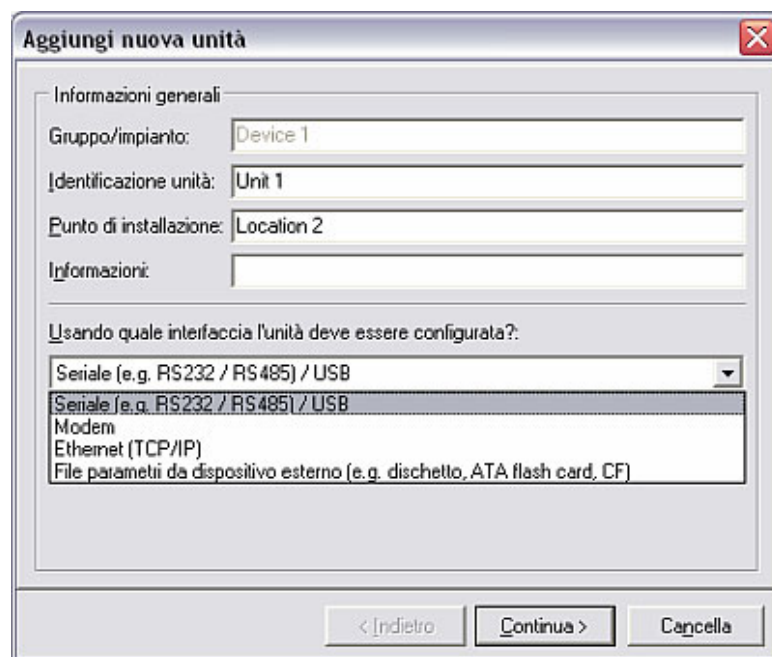 Aggiungi nuova unità
Informazioni generali
Gruppo/impianto: Device 1
Identificazione unità: Unit 1
Punto di installazione: Location 2
Informazioni:
Usando quale interfaccia l'unità deve essere configurata?:
Seriale (e.g. RS232 / RS485) / USB
Seriale (e.g. RS232 / RS485) / USB
Modem
Ethernet (TCP/IP)
File parametri da dispositivo esterno (e.g. dischetto, ATA flash card, CF)
< Indietro Continua > Cancella